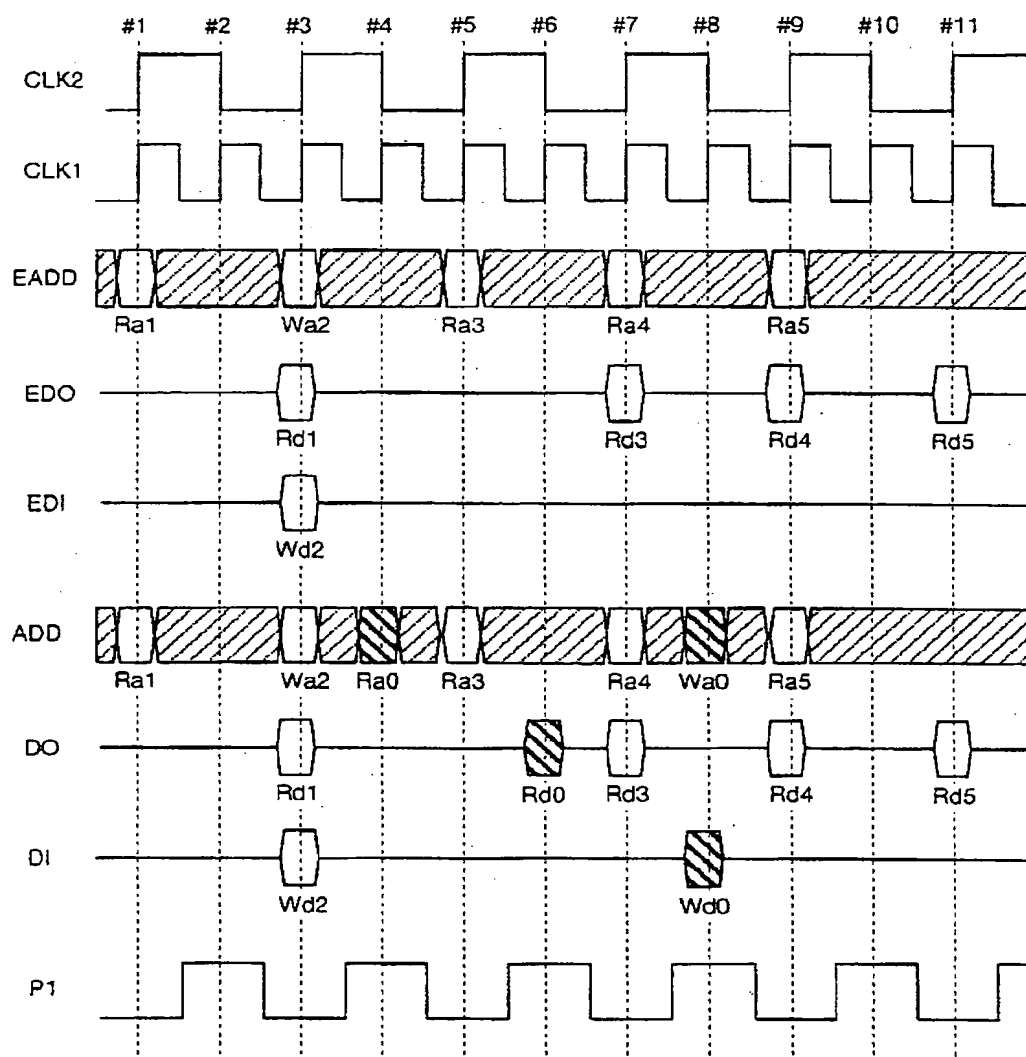 #1 #2 #3 #4 #5 #6 #7 #8 #9 #10 #11
CLK2
CLK1
EADD
Ra1 Wa2 Ra3 Ra4 Ra5
EDO
Rd1 Rd3 Rd4 Rd5
EDI
Wd2
ADD
Ra1 Wa2 Ra0 Ra3 Ra4 Wa0 Ra5
DO
Rd1 Rd0 Rd3 Rd4 Rd5
DI
Wd2 Wd0
P1